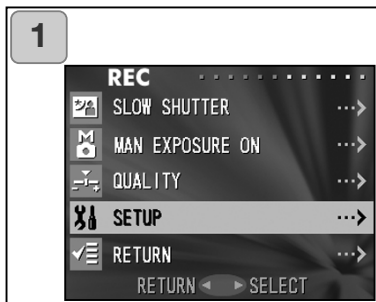 1
REC
SLOW SHUTTER
MAN EXPOSURE ON
QUALITY
SETUP
RETURN
RETURN SELECT